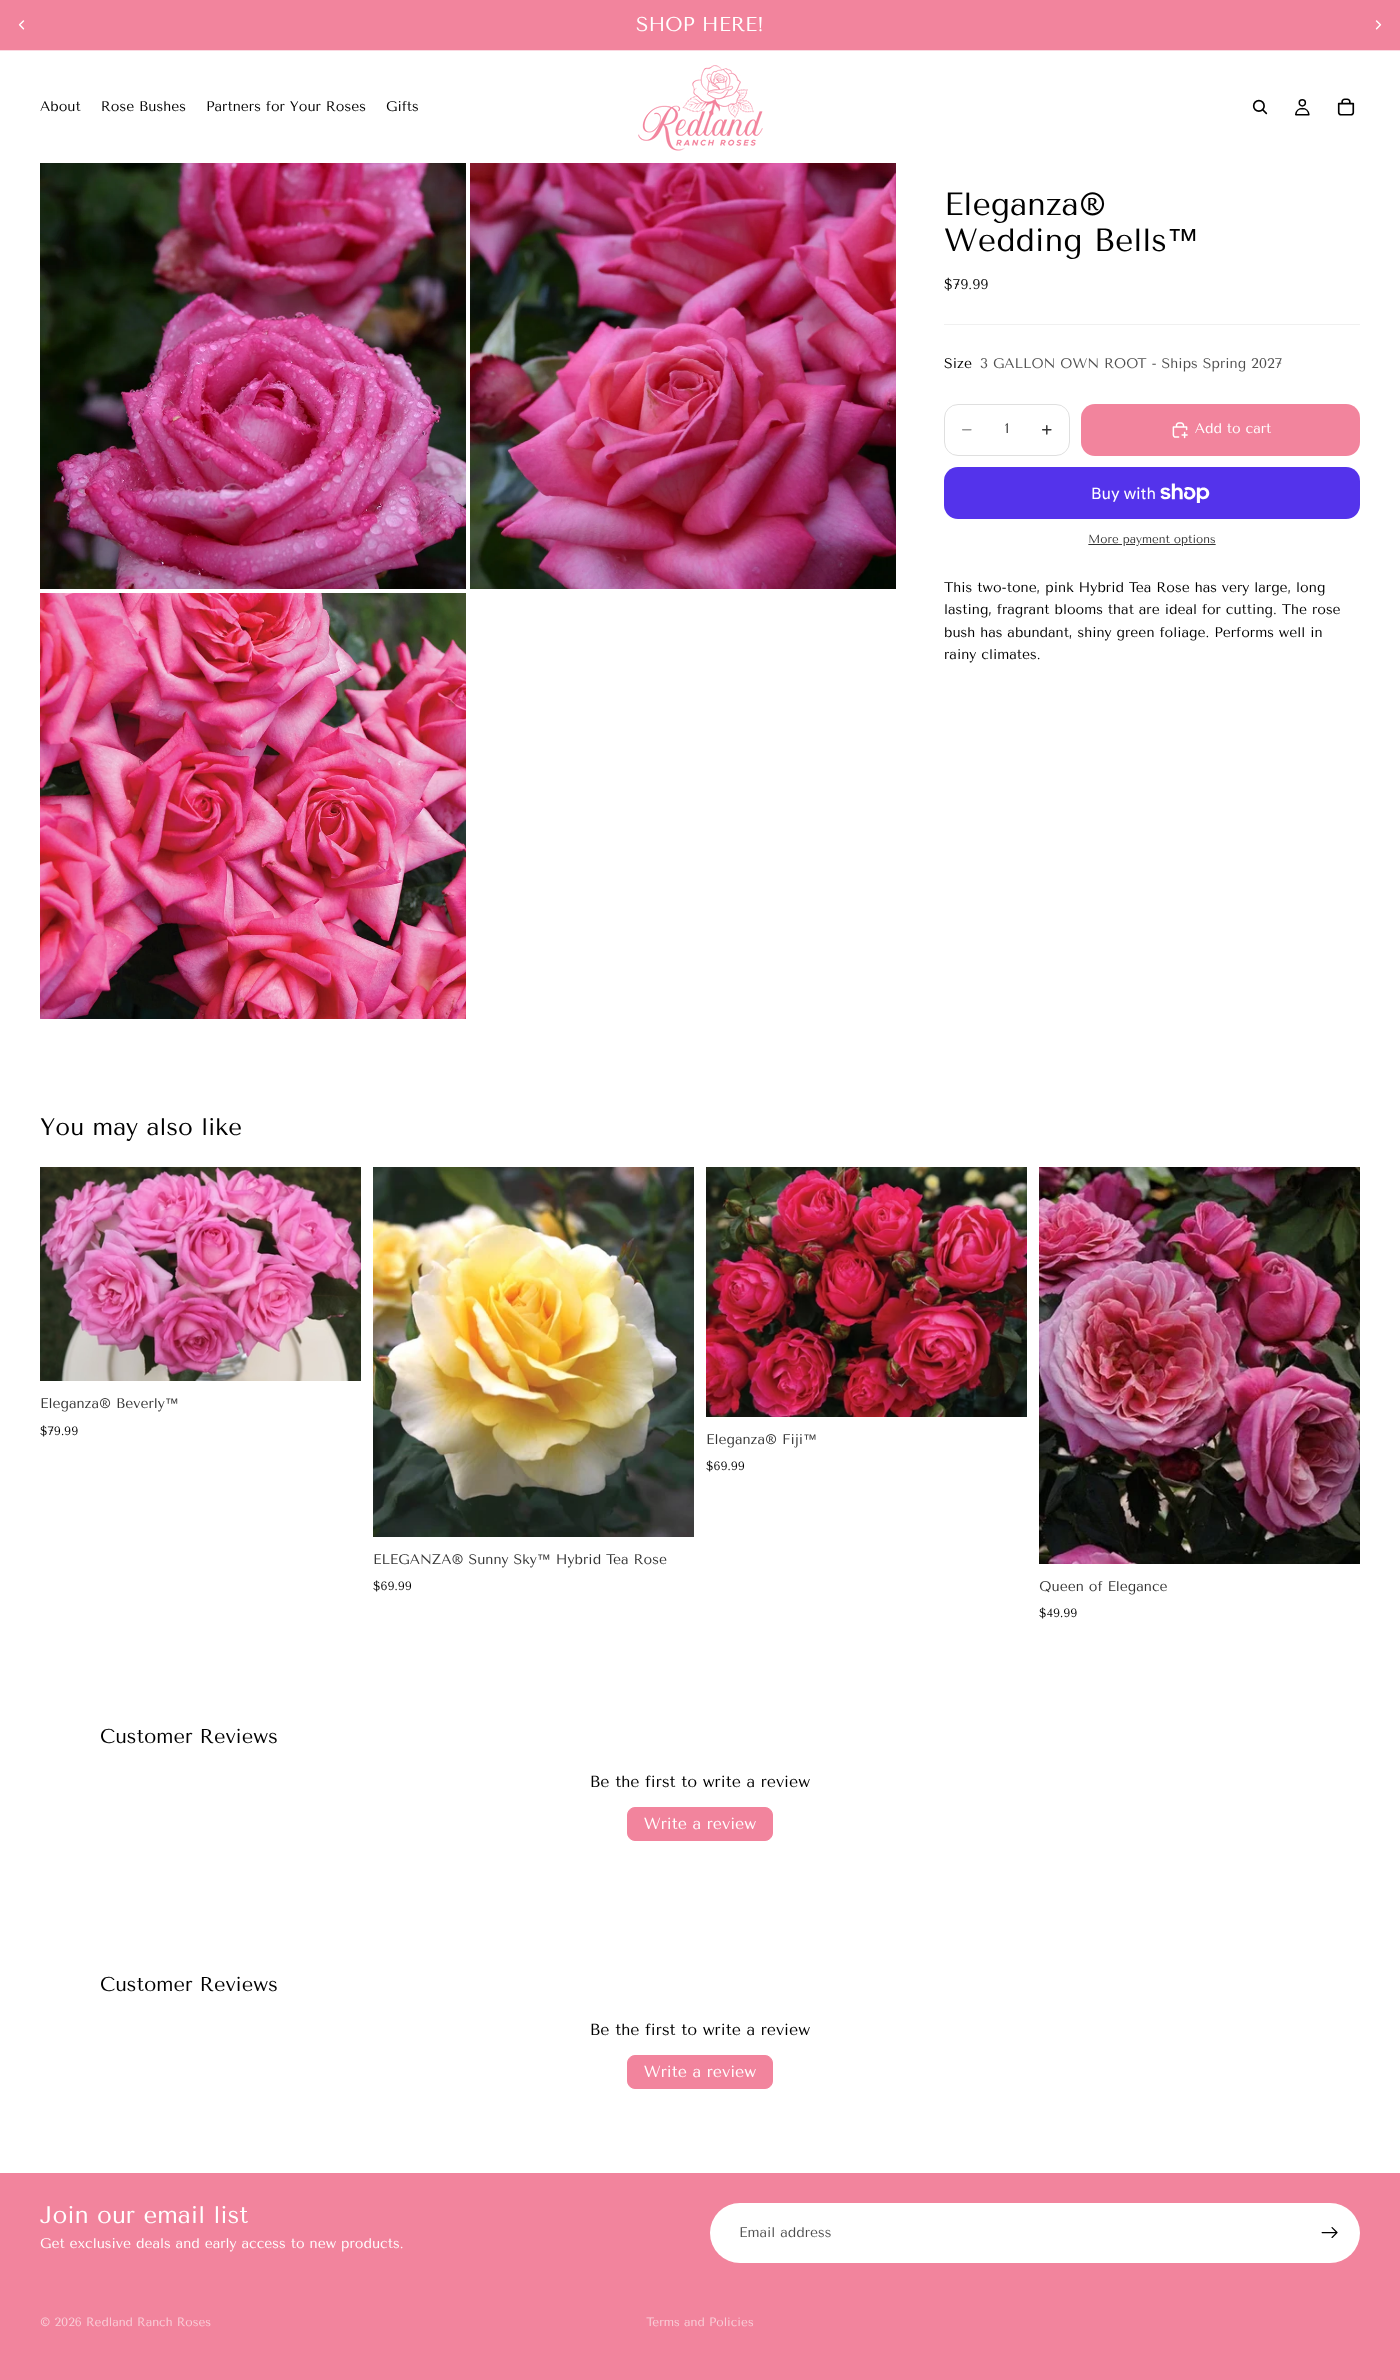 SHOP HERE!
About
Rose Bushes
Partners for Your Roses
Gifts
Redland
RANCH ROSES
Eleganza®
Wedding Bells™
$79.99
Size 3 GALLON OWN ROOT - Ships Spring 2027
1
Add to cart
Buy with shop
More payment options
This two-tone, pink Hybrid Tea Rose has very large, long
lasting, fragrant blooms that are ideal for cutting. The rose
bush has abundant, shiny green foliage. Performs well in
rainy climates.
You may also like
Eleganza® Beverly™
$79.99
ELEGANZA® Sunny Sky™ Hybrid Tea Rose
$69.99
Eleganza® Fiji™
$69.99
Queen of Elegance
$49.99
Customer Reviews
Be the first to write a review
Write a review
Customer Reviews
Be the first to write a review
Write a review
Join our email list
Get exclusive deals and early access to new products.
Email address
© 2026 Redland Ranch Roses
Terms and Policies